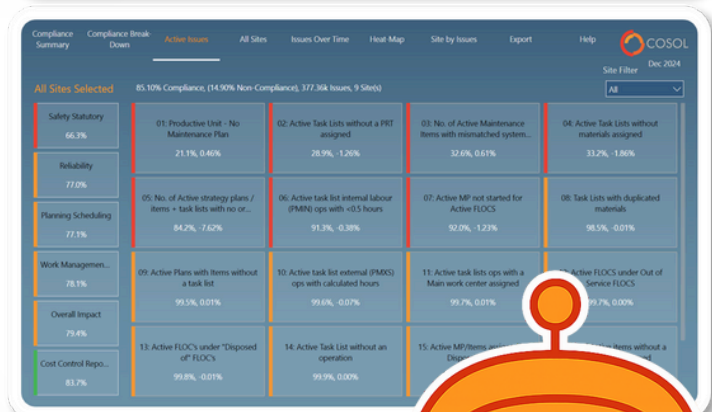 Compliance Summary
Compliance Break-Down
Active Issues
All Sites
Issues Over Time
Heat-Map
Site by Issues
Export
Help
COSOL
Site Filter
Dec 2024
All Sites Selected
85.10% Compliance, (14.90% Non-Compliance), 377.36k Issues, 9 Site(s)
All
Safety Statutory
66.3%
Reliability
77.0%
Planning Scheduling
77.1%
Work Managemen...
78.1%
Overall Impact
79.4%
Cost Control Repo...
83.7%
01: Productive Unit - No
Maintenance Plan
21.1%, 0.46%
02: Active Task Lists without a PRT
assigned
28.9%, -1.26%
03: No. of Active Maintenance
Items with mismatched system...
32.6%, 0.61%
04: Active Task Lists without
materials assigned
33.2%, -1.86%
05: No. of Active strategy plans /
items + task lists with no or...
84.2%, -7.62%
06: Active task list internal labour
(PMIN) ops with <0.5 hours
91.3%, -0.38%
07: Active MP not started for
Active FLOCS
92.0%, -1.23%
08: Task Lists with duplicated
materials
98.5%, -0.01%
09: Active Plans with Items without
a task list
99.5%, 0.01%
10: Active task list external (PMXS)
ops with calculated hours
99.6%, -0.07%
11: Active task lists ops with a
Main work center assigned
99.7%, 0.01%
Active FLOCS under Out of
Service FLOCS
99.7%, 0.00%
13: Active FLOC's under "Disposed
of" FLOC's
99.8%, -0.01%
14: Active Task List without an
operation
99.9%, 0.00%
15: Active MP/Items
items without a